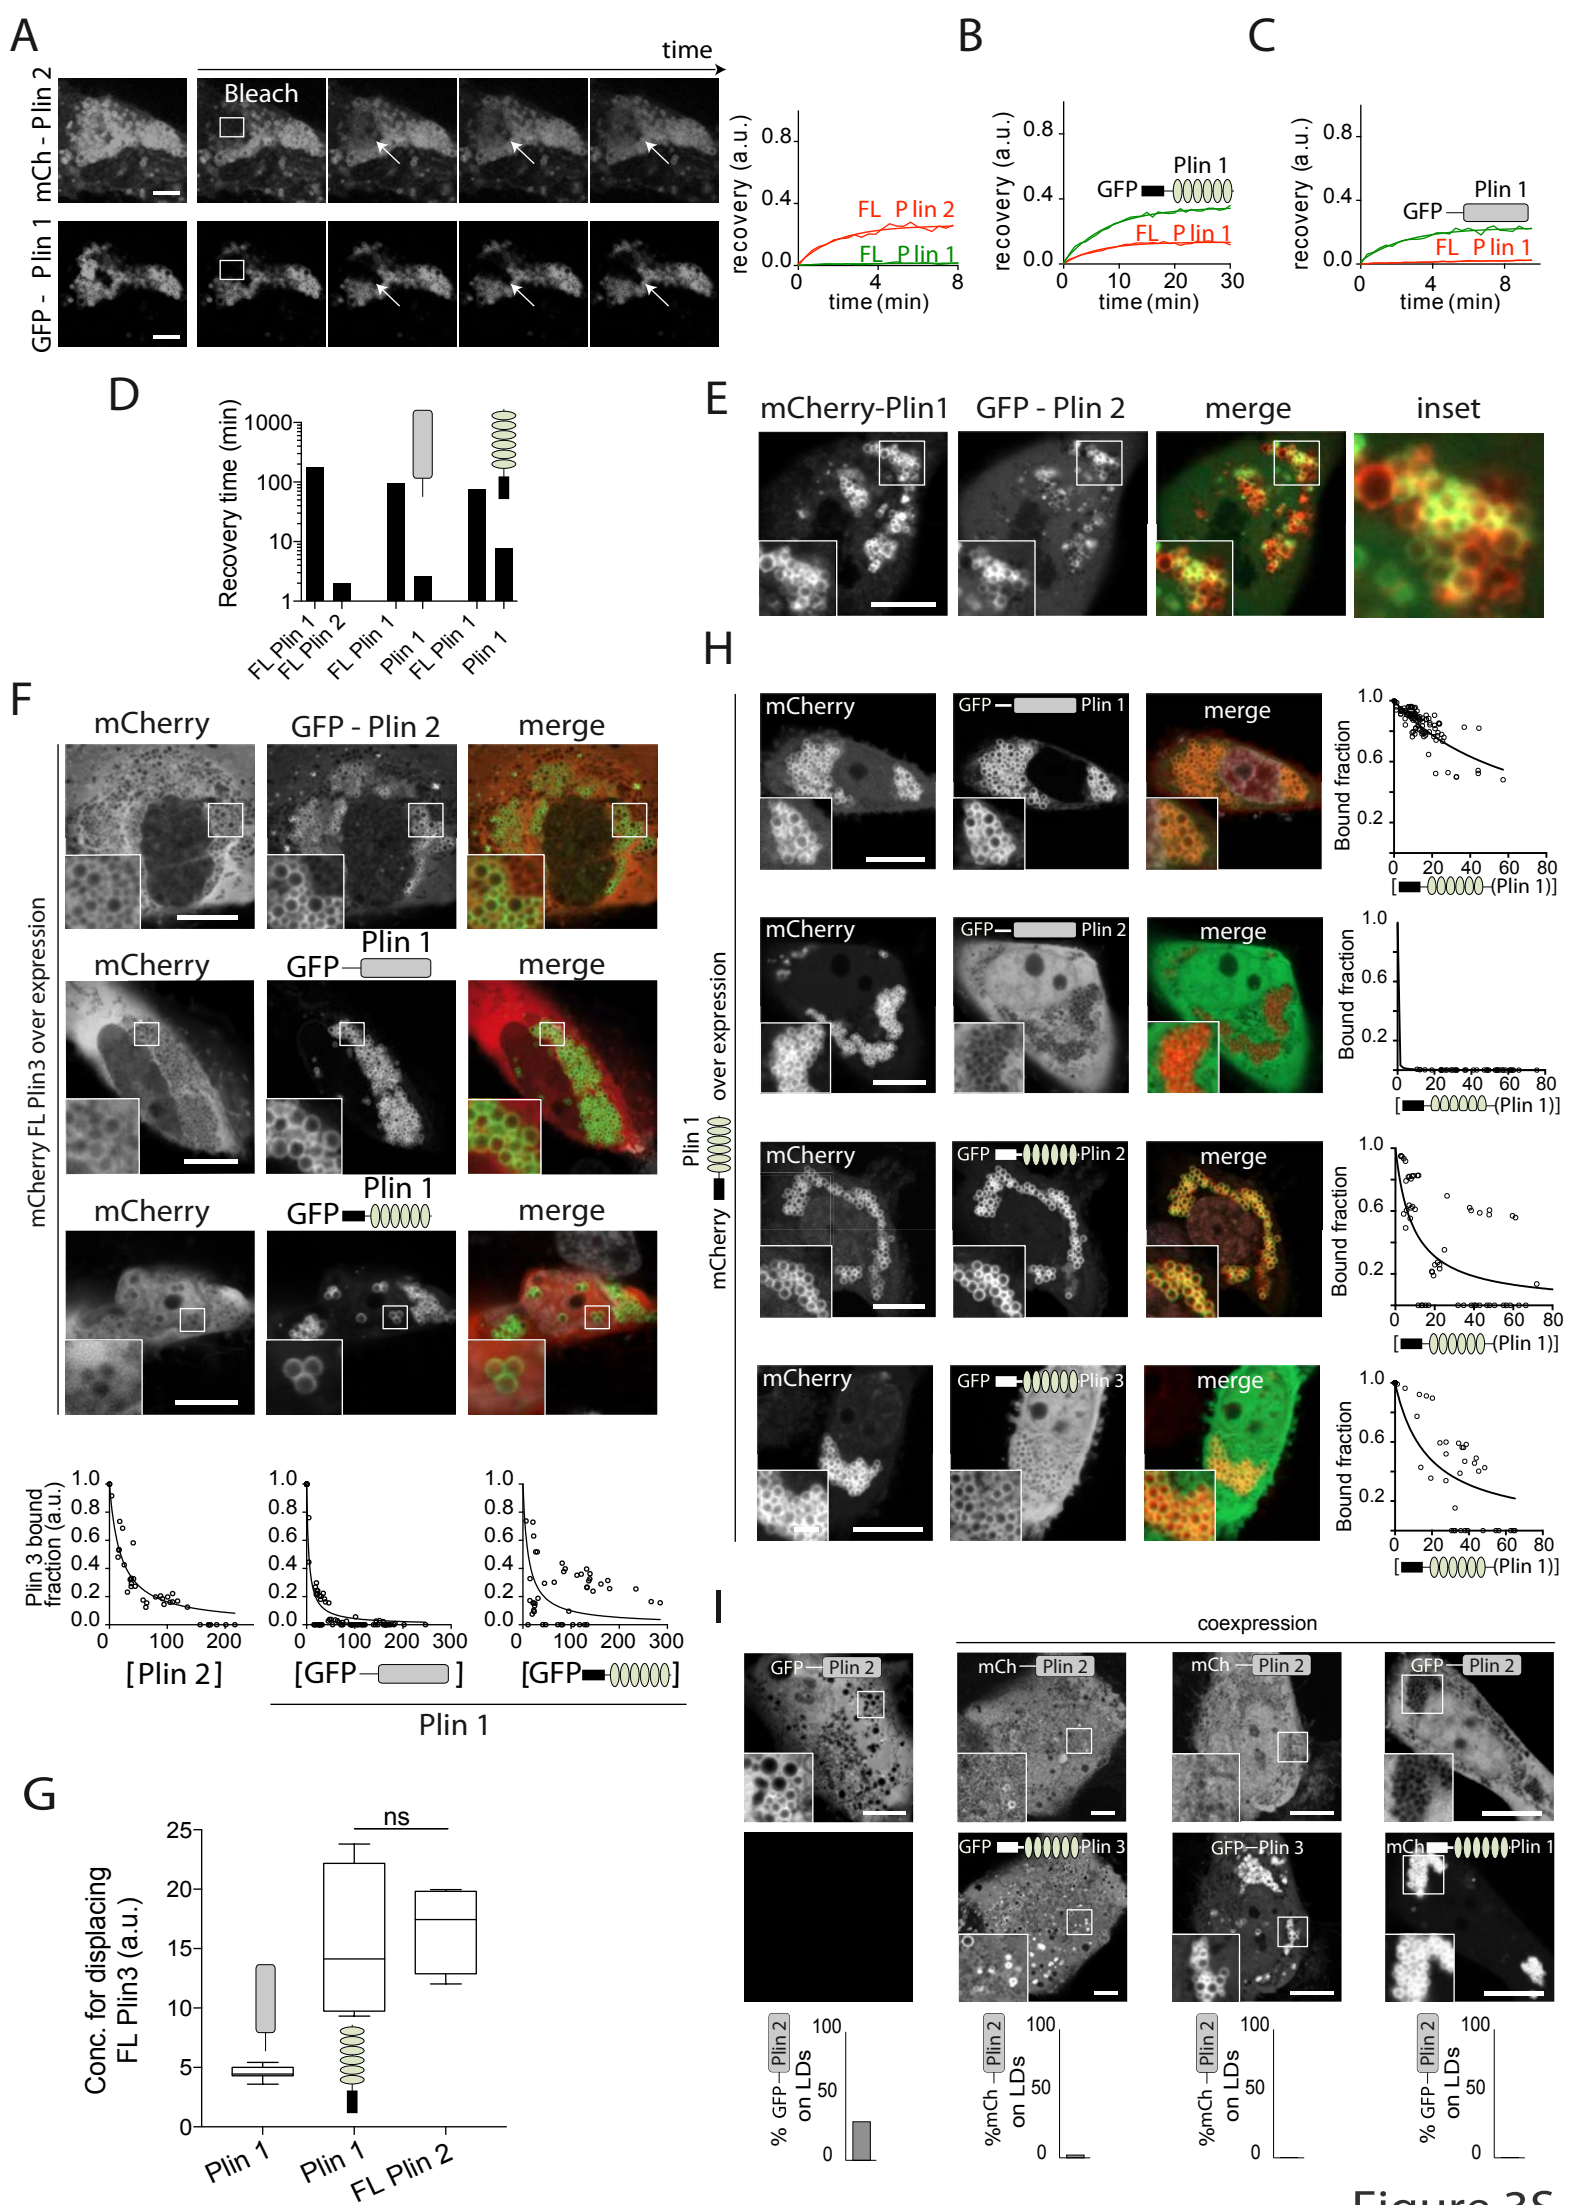 A
time
mCh - Plin 2
Bleach
GFP - Plin 1
recovery (a.u.)
0.8
0.4
0.0
FL Plin 2
FL Plin 1
0 4 8
time (min)
B
recovery (a.u.)
0.8
0.4
0.0
Plin 1
GFP
FL Plin 1
0 10 20 30
time (min)
C
recovery (a.u.)
0.8
0.4
0.0
Plin 1
GFP
FL Plin 1
0 4 8
time (min)
D
Recovery time (min)
1000
100
10
1
FL Plin 1
FL Plin 2
FL Plin 1
Plin 1
FL Plin 1
Plin 1
E
mCherry-Plin1 GFP - Plin 2 merge inset
F
mCherry FL Plin3 over expression
mCherry GFP - Plin 2 merge
Plin 1
mCherry GFP merge
Plin 1
mCherry GFP merge
Plin 3 bound
fraction (a.u.)
1.0
0.8
0.6
0.4
0.2
0.0
0 100 200
[Plin 2]
1.0
0.8
0.6
0.4
0.2
0.0
0 100 200 300
[GFP ]
1.0
0.8
0.6
0.4
0.2
0.0
0 100 200 300
[GFP ]
Plin 1
G
Conc. for displacing
FL Plin3 (a.u.)
25
20
15
10
5
0
ns
Plin 1
Plin 1
FL Plin 2
H
mCherry Plin 1 over expression
mCherry GFP Plin 1 merge
Bound fraction
1.0
0.6
0.2
0 20 40 60 80
[ (Plin 1)]
mCherry GFP Plin 2 merge
Bound fraction
1.0
0.6
0.2
0 20 40 60 80
[ (Plin 1)]
mCherry GFP Plin 2 merge
Bound fraction
1.0
0.6
0.2
0 20 40 60 80
[ (Plin 1)]
mCherry GFP Plin 3 merge
Bound fraction
1.0
0.6
0.2
0 20 40 60 80
[ (Plin 1)]
I
coexpression
GFP Plin 2 mCh Plin 2 mCh Plin 2 GFP Plin 2
GFP Plin 3 GFP Plin 3 mCh Plin 1
% GFP Plin 2
on LDs
100
50
0
%mCh Plin 2
on LDs
100
50
0
%mCh Plin 2
on LDs
100
50
0
% GFP Plin 2
on LDs
100
50
0
Figure 3S